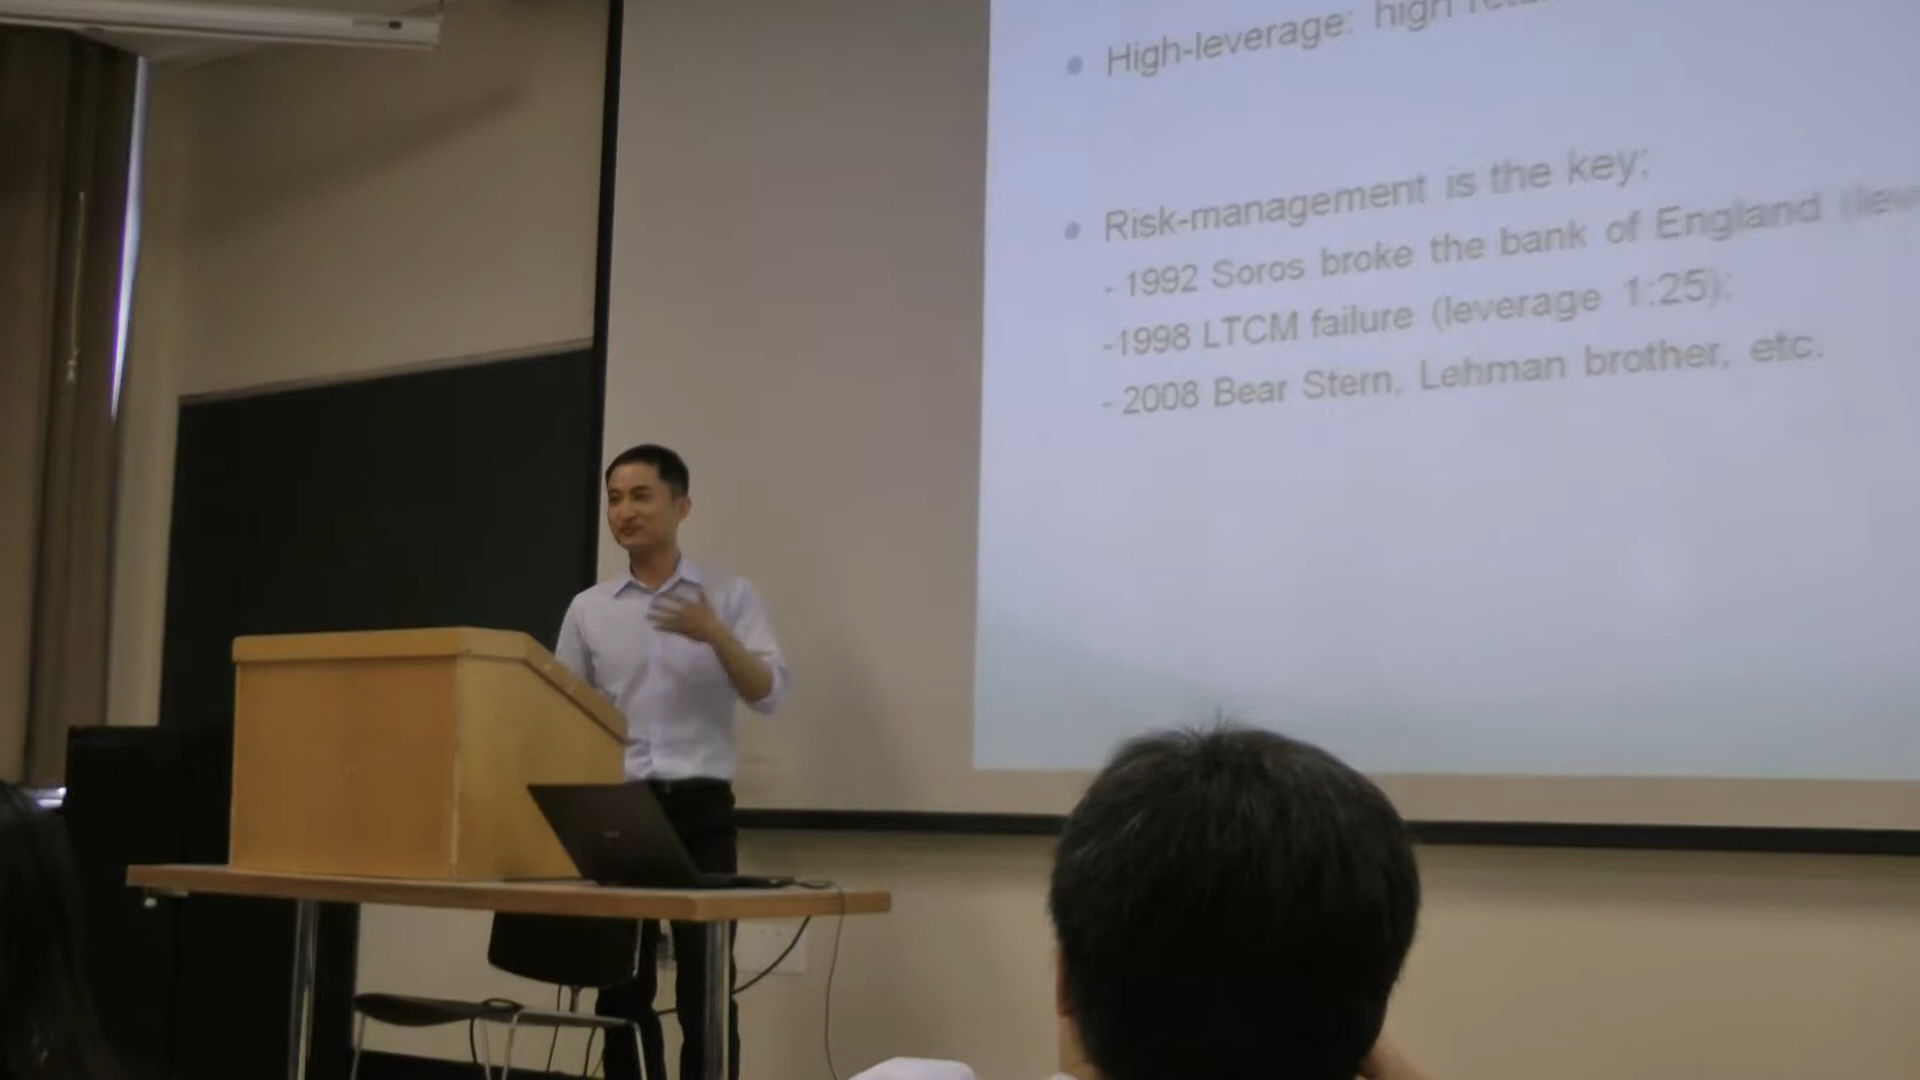 High-leverage: high
Risk-management is the key:
- 1992 Soros broke the bank of England
-1998 LTCM failure (leverage 1:25);
- 2008 Bear Stern, Lehman brother, etc.